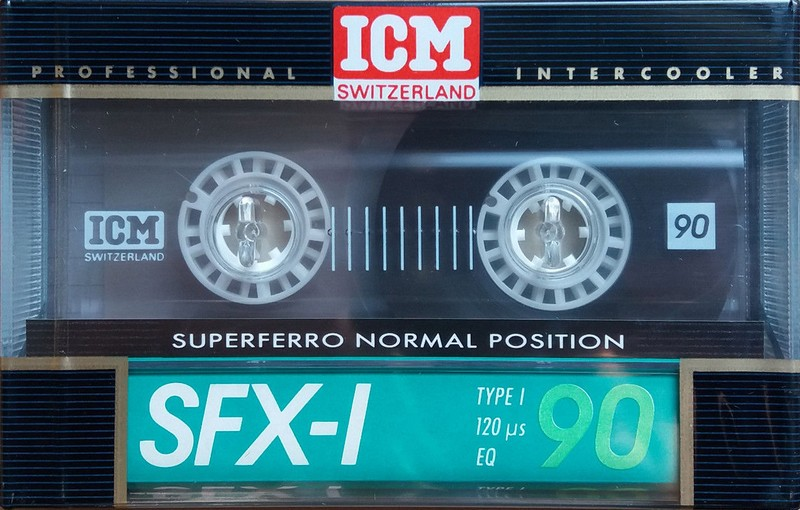 ICM
SWITZERLAND
PROFESSIONAL INTERCOOLER
ICM
SWITZERLAND
90
SUPERFERRO NORMAL POSITION
SFX-I
TYPE I
120 µs
EQ
90